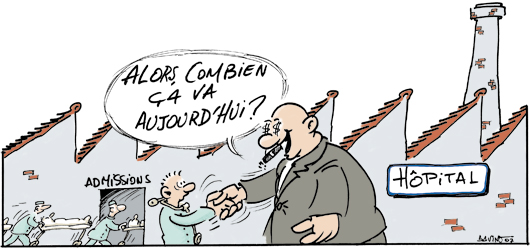 ALORS, COMBIEN
ÇA VA
AUJOURD'HUI?
ADMISSIONS
HÔPITAL